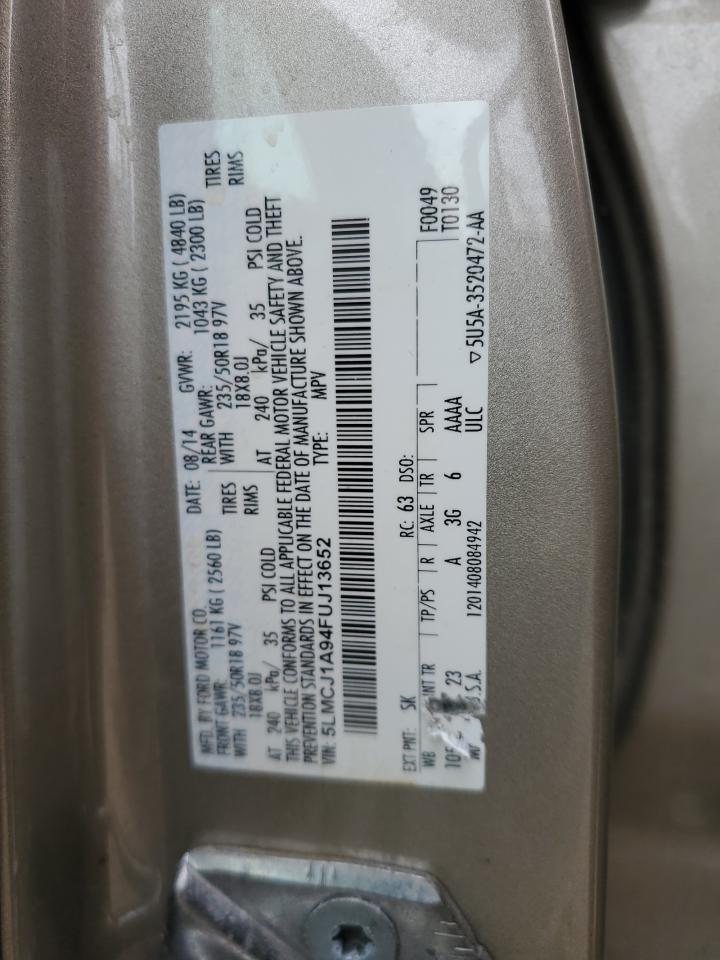 MFD. BY FORD MOTOR CO. DATE: 08/14 GVWR: 2195 KG ( 4840 LB)
FRONT GAWR: 1161 KG ( 2560 LB) REAR GAWR: 1043 KG ( 2300 LB)
WITH 235/50R18 97V TIRES WITH 235/50R18 97V TIRES
18X8.0J RIMS 18X8.0J RIMS
AT 240 kPa/ 35 PSI COLD AT 240 kPa/ 35 PSI COLD
THIS VEHICLE CONFORMS TO ALL APPLICABLE FEDERAL MOTOR VEHICLE SAFETY AND THEFT
PREVENTION STANDARDS IN EFFECT ON THE DATE OF MANUFACTURE SHOWN ABOVE.
VIN: 5LMCJ1A94FUJ13652 TYPE: MPV
EXT PNT: SK RC: 63 DSO: F0049
WB INT TR TP/PS R AXLE TR SPR T0130
23 A 3G 6 AAAA
.S.A. 1201408084942 ULC ▽5U5A-3520472-AA